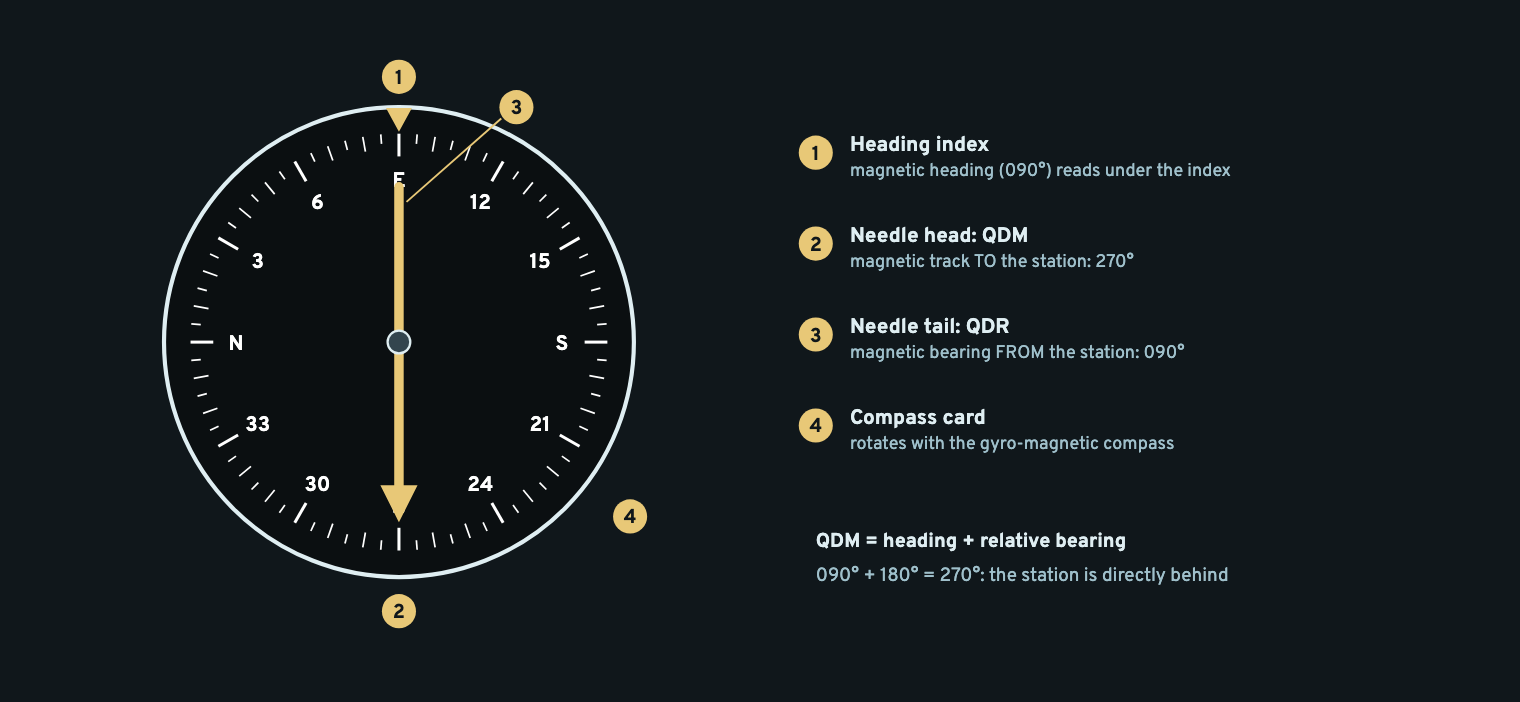 1
3
E
6
12
3
15
N
S
33
21
30
24
4
2
1
Heading index
magnetic heading (090°) reads under the index
2
Needle head: QDM
magnetic track TO the station: 270°
3
Needle tail: QDR
magnetic bearing FROM the station: 090°
4
Compass card
rotates with the gyro-magnetic compass
QDM = heading + relative bearing
090° + 180° = 270°: the station is directly behind